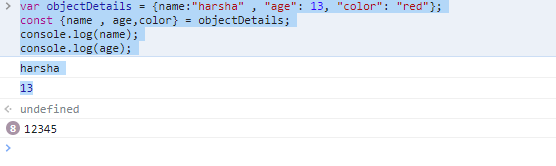 var objectDetails = {name:"harsha" , "age": 13, "color": "red"};
const {name , age,color} = objectDetails;
console.log(name);
console.log(age);
harsha
13
undefined
8 12345